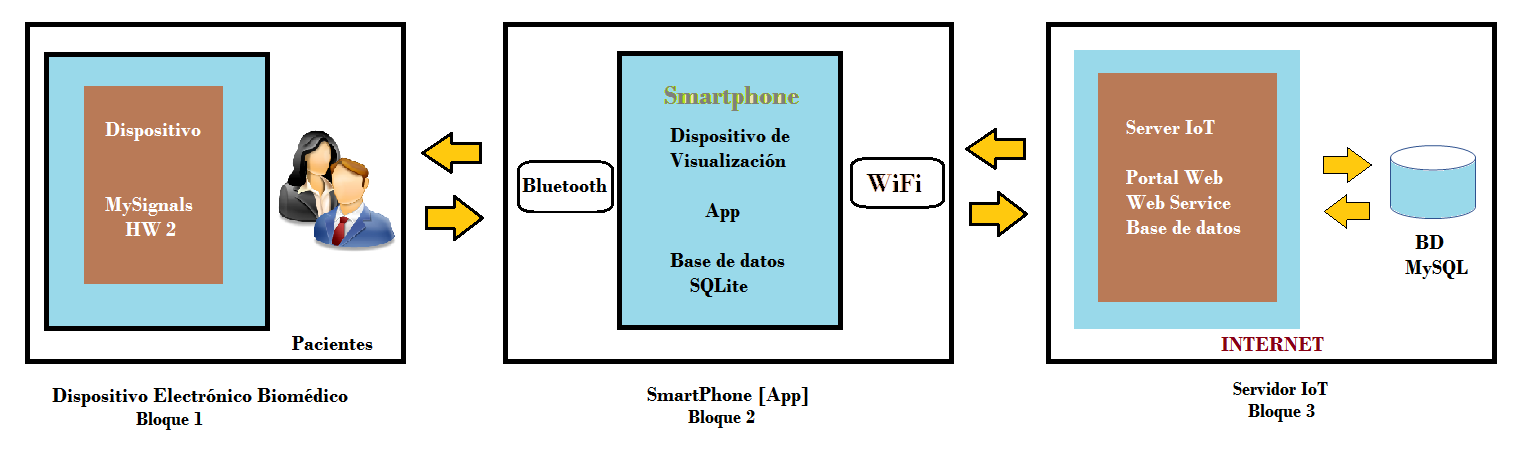 Dispositivo
MySignals
HW 2
Pacientes
Dispositivo Electrónico Biomédico
Bloque 1
Bluetooth
Smartphone
Dispositivo de
Visualización
App
Base de datos
SQLite
WiFi
SmartPhone [App]
Bloque 2
Server IoT
Portal Web
Web Service
Base de datos
INTERNET
BD
MySQL
Servidor IoT
Bloque 3